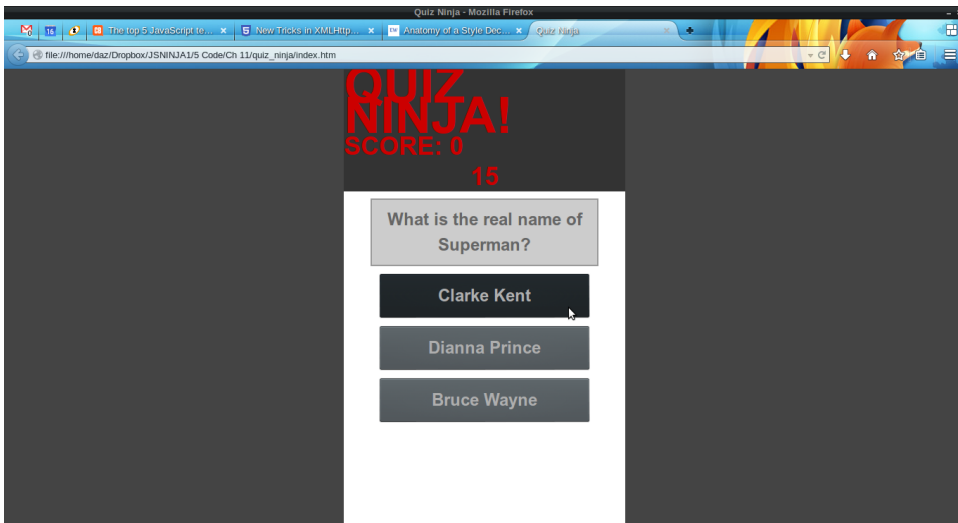 Quiz Ninja - Mozilla Firefox
16 The top 5 JavaScript te... × New Tricks in XMLHttp... × Anatomy of a Style Dec... × Quiz Ninja ×
file:///home/daz/Dropbox/JSNINJA1/5 Code/Ch 11/quiz_ninja/index.htm
QUIZ
NINJA!
SCORE: 0
15
What is the real name of
Superman?
Clarke Kent
Dianna Prince
Bruce Wayne